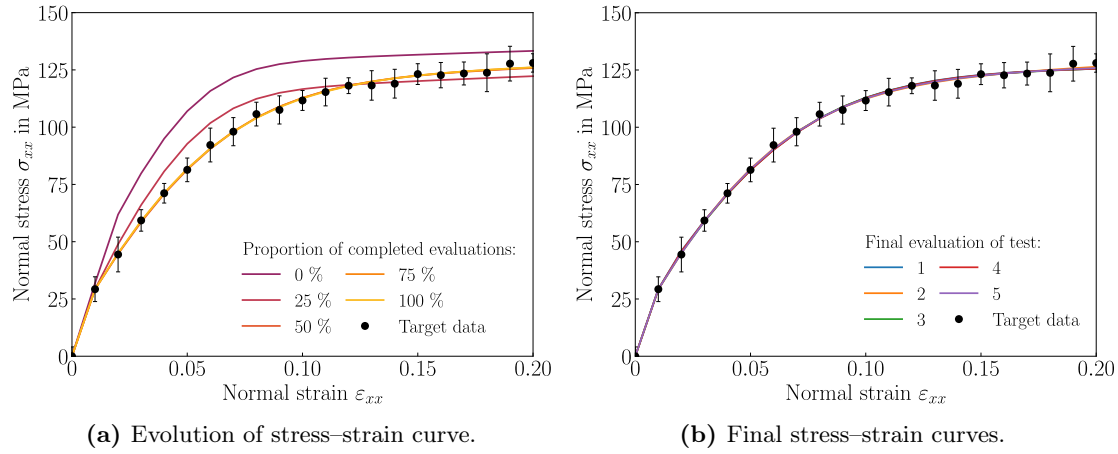 150
125
100
75
50
25
0
Normal stress σxx in MPa
Proportion of completed evaluations:
0 %
25 %
50 %
75 %
100 %
Target data
0 0.05 0.10 0.15 0.20
Normal strain εxx
(a) Evolution of stress–strain curve.
150
125
100
75
50
25
0
Normal stress σxx in MPa
Final evaluation of test:
1
2
3
4
5
Target data
0 0.05 0.10 0.15 0.20
Normal strain εxx
(b) Final stress–strain curves.